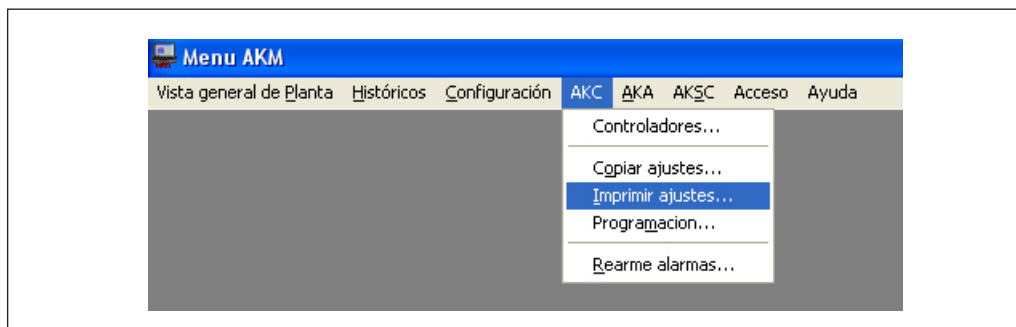 Menu AKM
Vista general de Planta Históricos Configuración AKC AKA AKSC Acceso Ayuda
Controladores...
Copiar ajustes...
Imprimir ajustes...
Programacion...
Rearme alarmas...